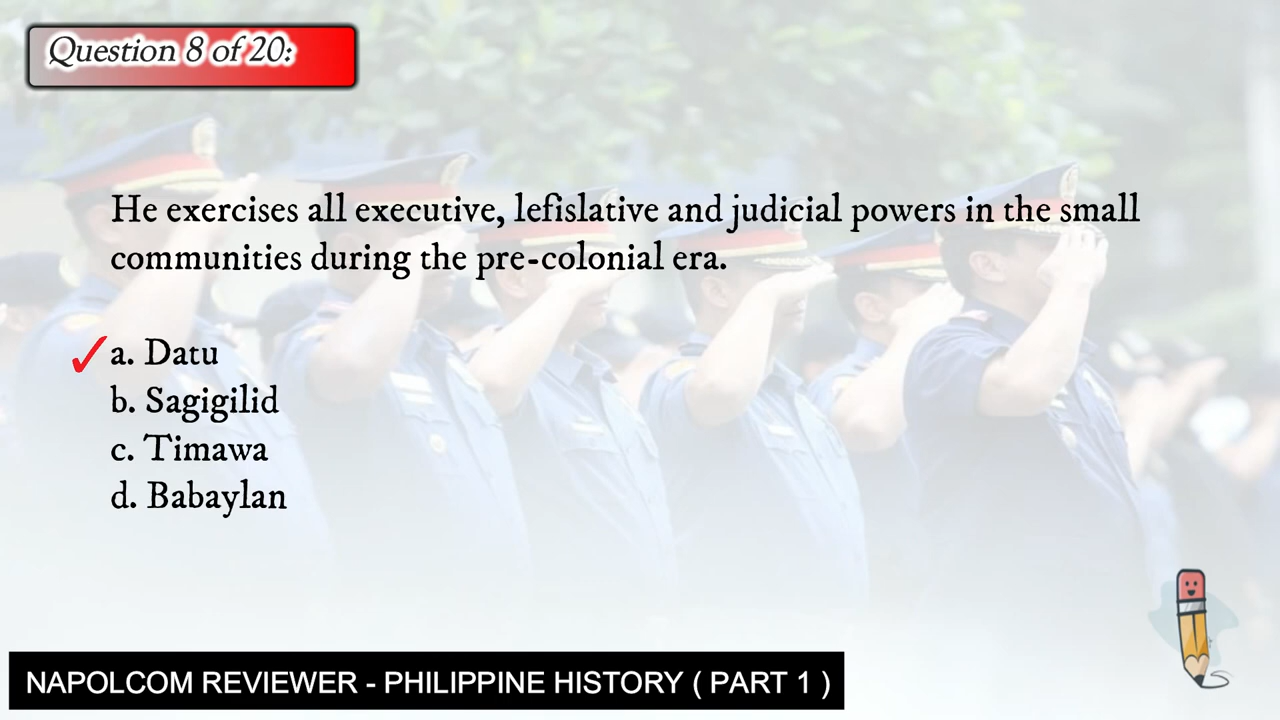 Question 8 of 20:
He exercises all executive, lefislative and judicial powers in the small
communities during the pre-colonial era.
✓ a. Datu
b. Sagigilid
c. Timawa
d. Babaylan
NAPOLCOM REVIEWER - PHILIPPINE HISTORY ( PART 1 )